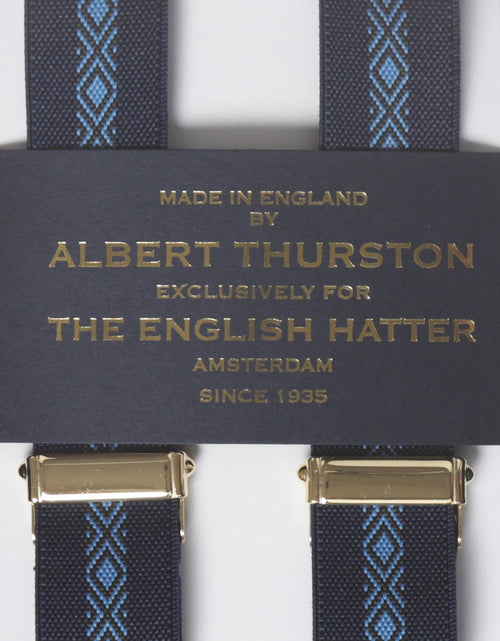 MADE IN ENGLAND
BY
ALBERT THURSTON
EXCLUSIVELY FOR
THE ENGLISH HATTER
AMSTERDAM
SINCE 1935